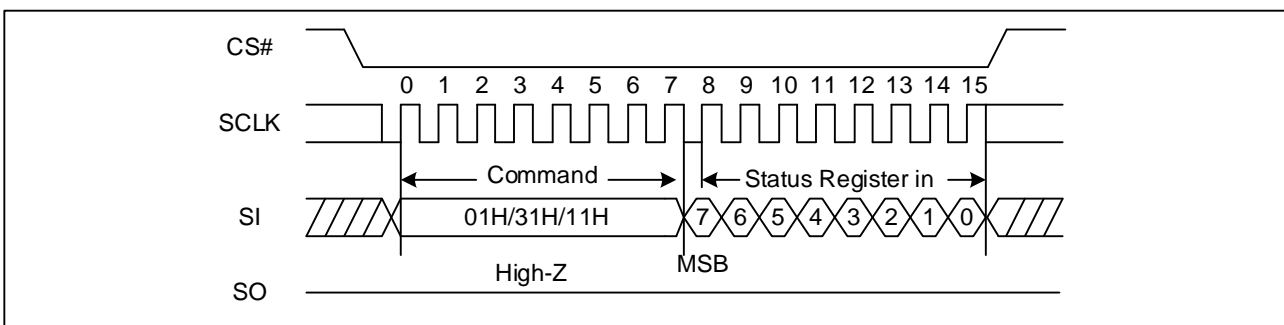 CS#
0 1 2 3 4 5 6 7 8 9 10 11 12 13 14 15
SCLK
Command Status Register in
SI 01H/31H/11H 7 6 5 4 3 2 1 0
High-Z MSB
SO